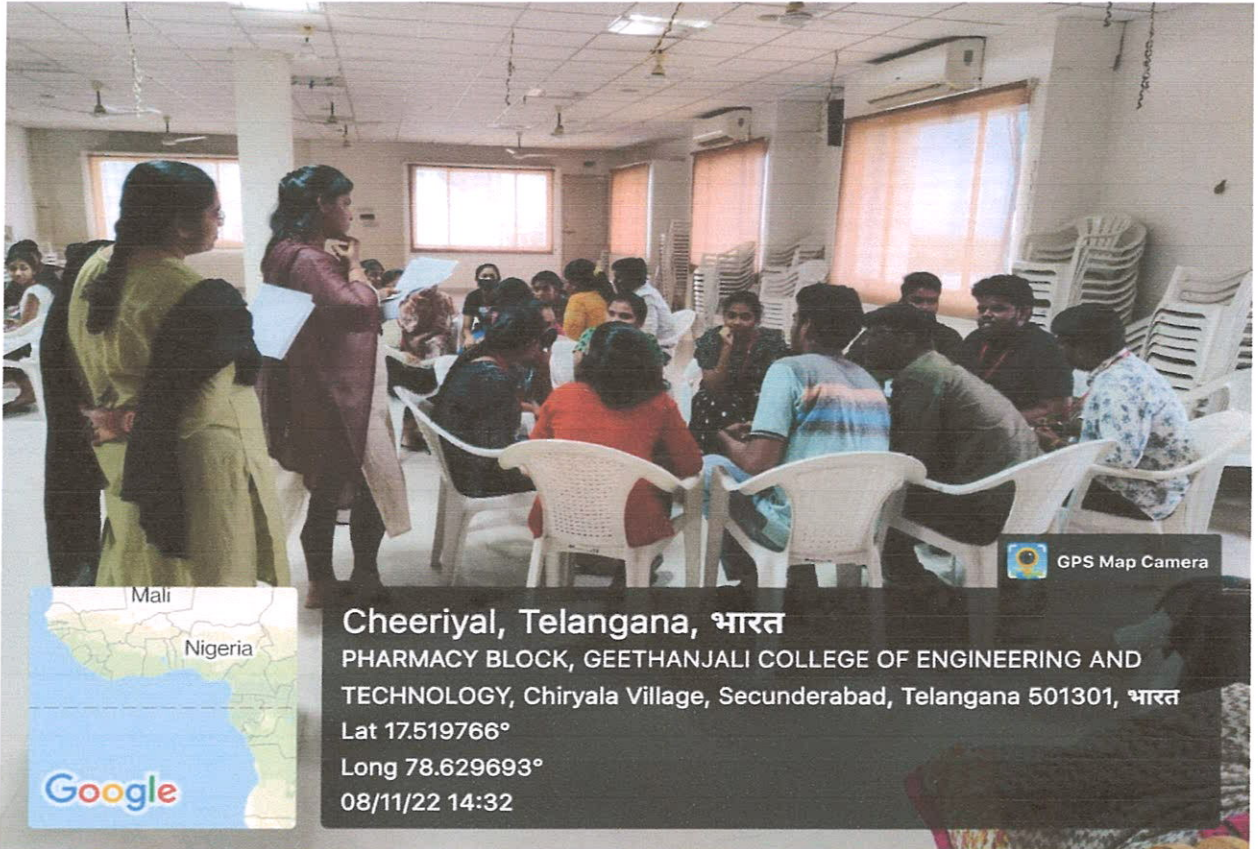 GPS Map Camera
Mali
Nigeria
Google
Cheeriyal, Telangana, भारत
PHARMACY BLOCK, GEETHANJALI COLLEGE OF ENGINEERING AND
TECHNOLOGY, Chiryala Village, Secunderabad, Telangana 501301, भारत
Lat 17.519766°
Long 78.629693°
08/11/22 14:32